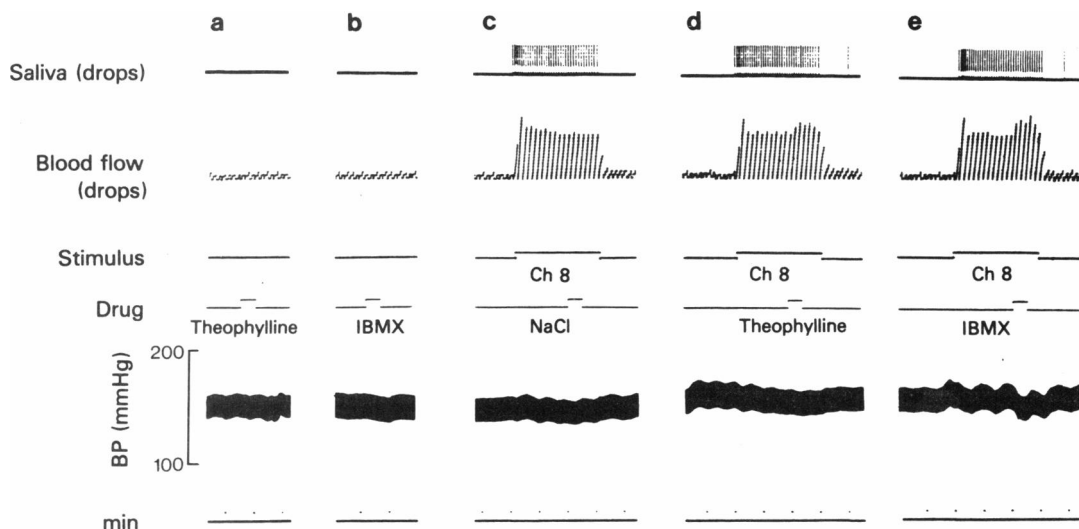 a b c d e
Saliva (drops)
Blood flow
(drops)
Stimulus
Ch 8 Ch 8 Ch 8
Drug
Theophylline IBMX NaCl Theophylline IBMX
200
BP (mmHg)
100
min